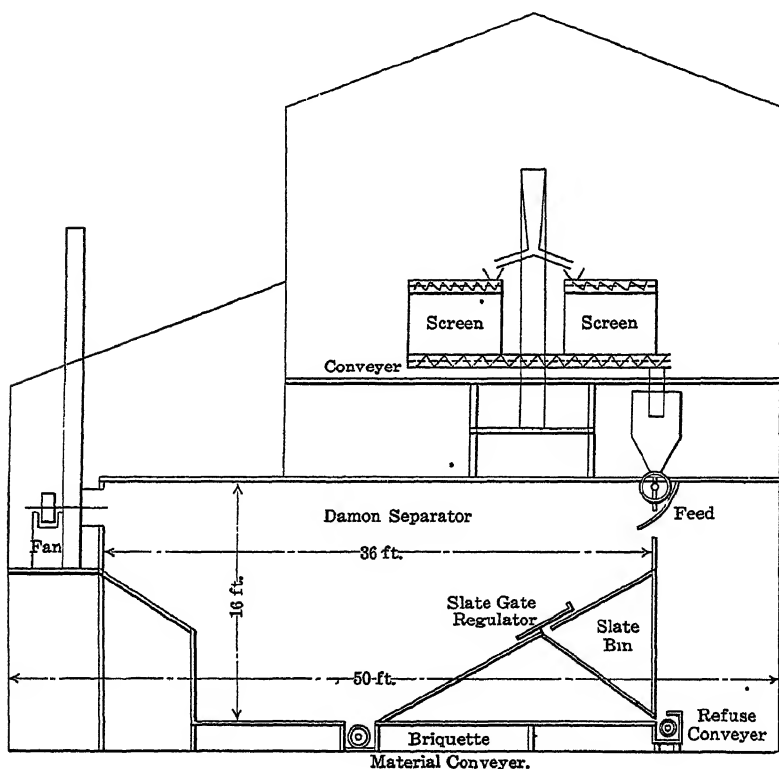 Screen
Screen
Conveyer
Damon Separator
Feed
Fan
36 ft.
16 ft.
Slate Gate
Regulator
Slate
Bin
50 ft.
Refuse
Conveyer
Briquette
Material Conveyer.